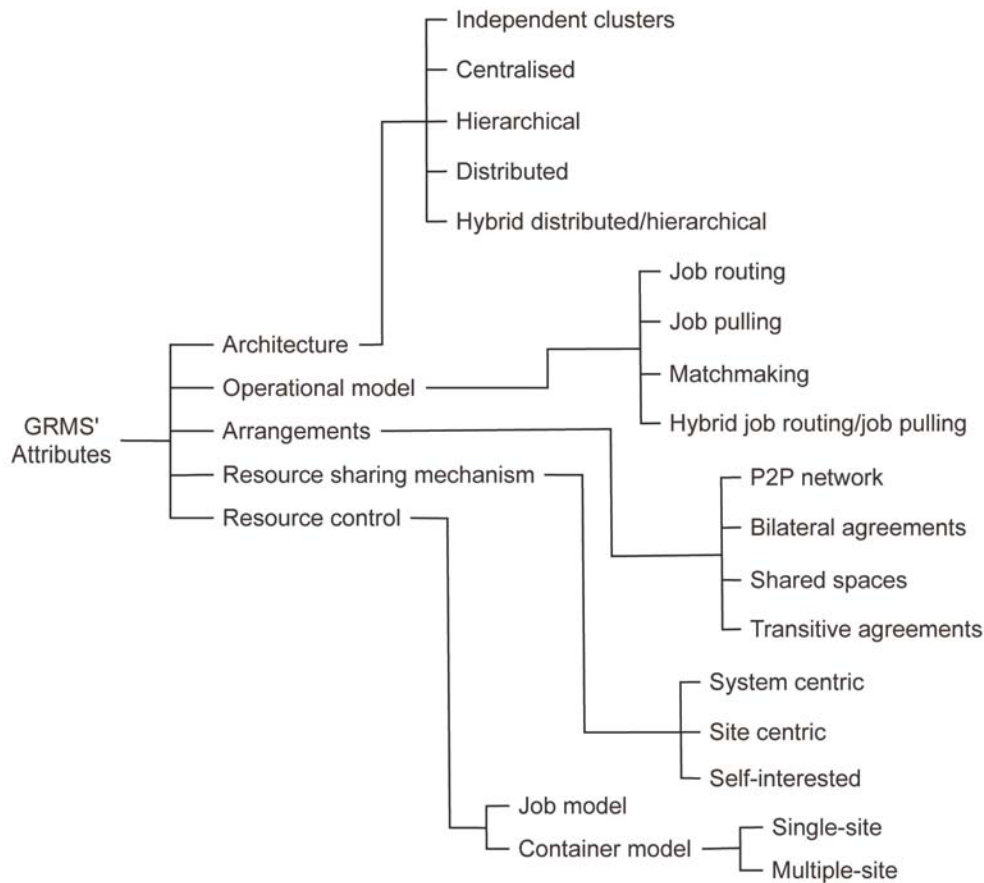 Independent clusters
Centralised
Hierarchical
Distributed
Hybrid distributed/hierarchical
Job routing
Job pulling
Matchmaking
Hybrid job routing/job pulling
Architecture
Operational model
Arrangements
Resource sharing mechanism
Resource control
GRMS'
Attributes
P2P network
Bilateral agreements
Shared spaces
Transitive agreements
System centric
Site centric
Self-interested
Job model
Container model
Single-site
Multiple-site